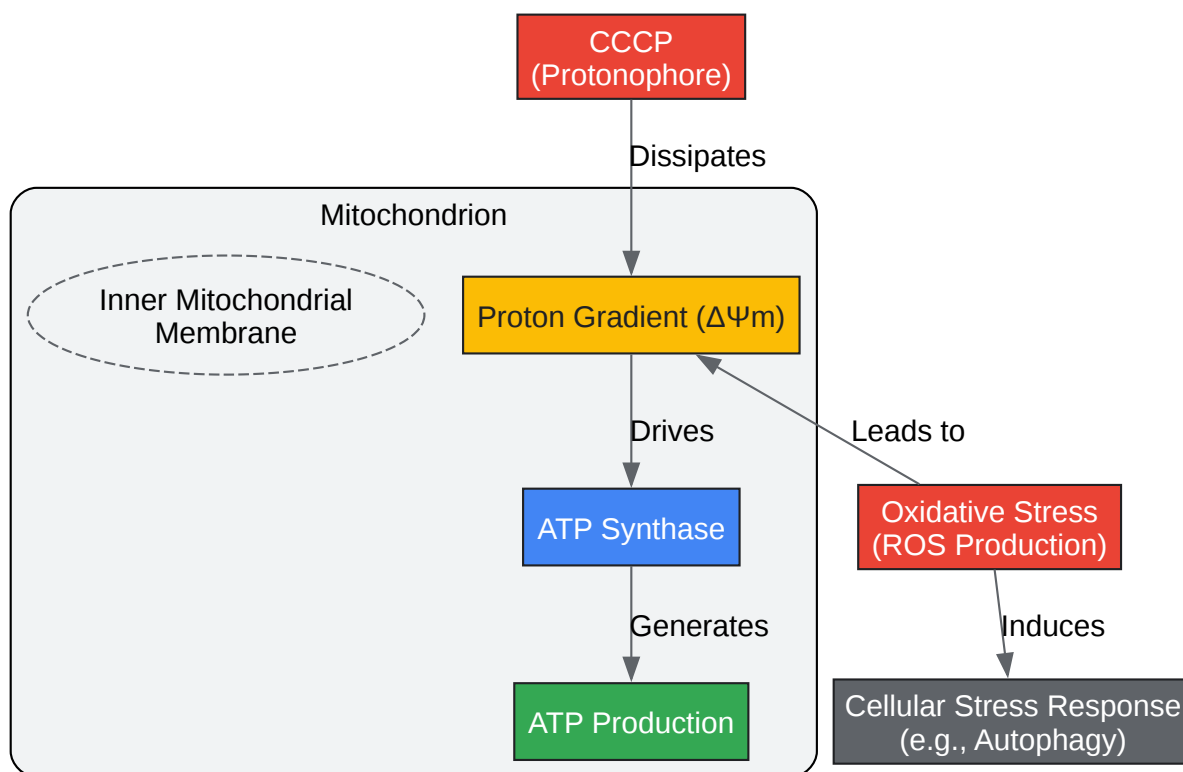 CCCP
(Protonophore)
Dissipates
Mitochondrion
Inner Mitochondrial
Membrane
Proton Gradient (ΔΨm)
Drives
Leads to
ATP Synthase
Oxidative Stress
(ROS Production)
Generates
Induces
ATP Production
Cellular Stress Response
(e.g., Autophagy)